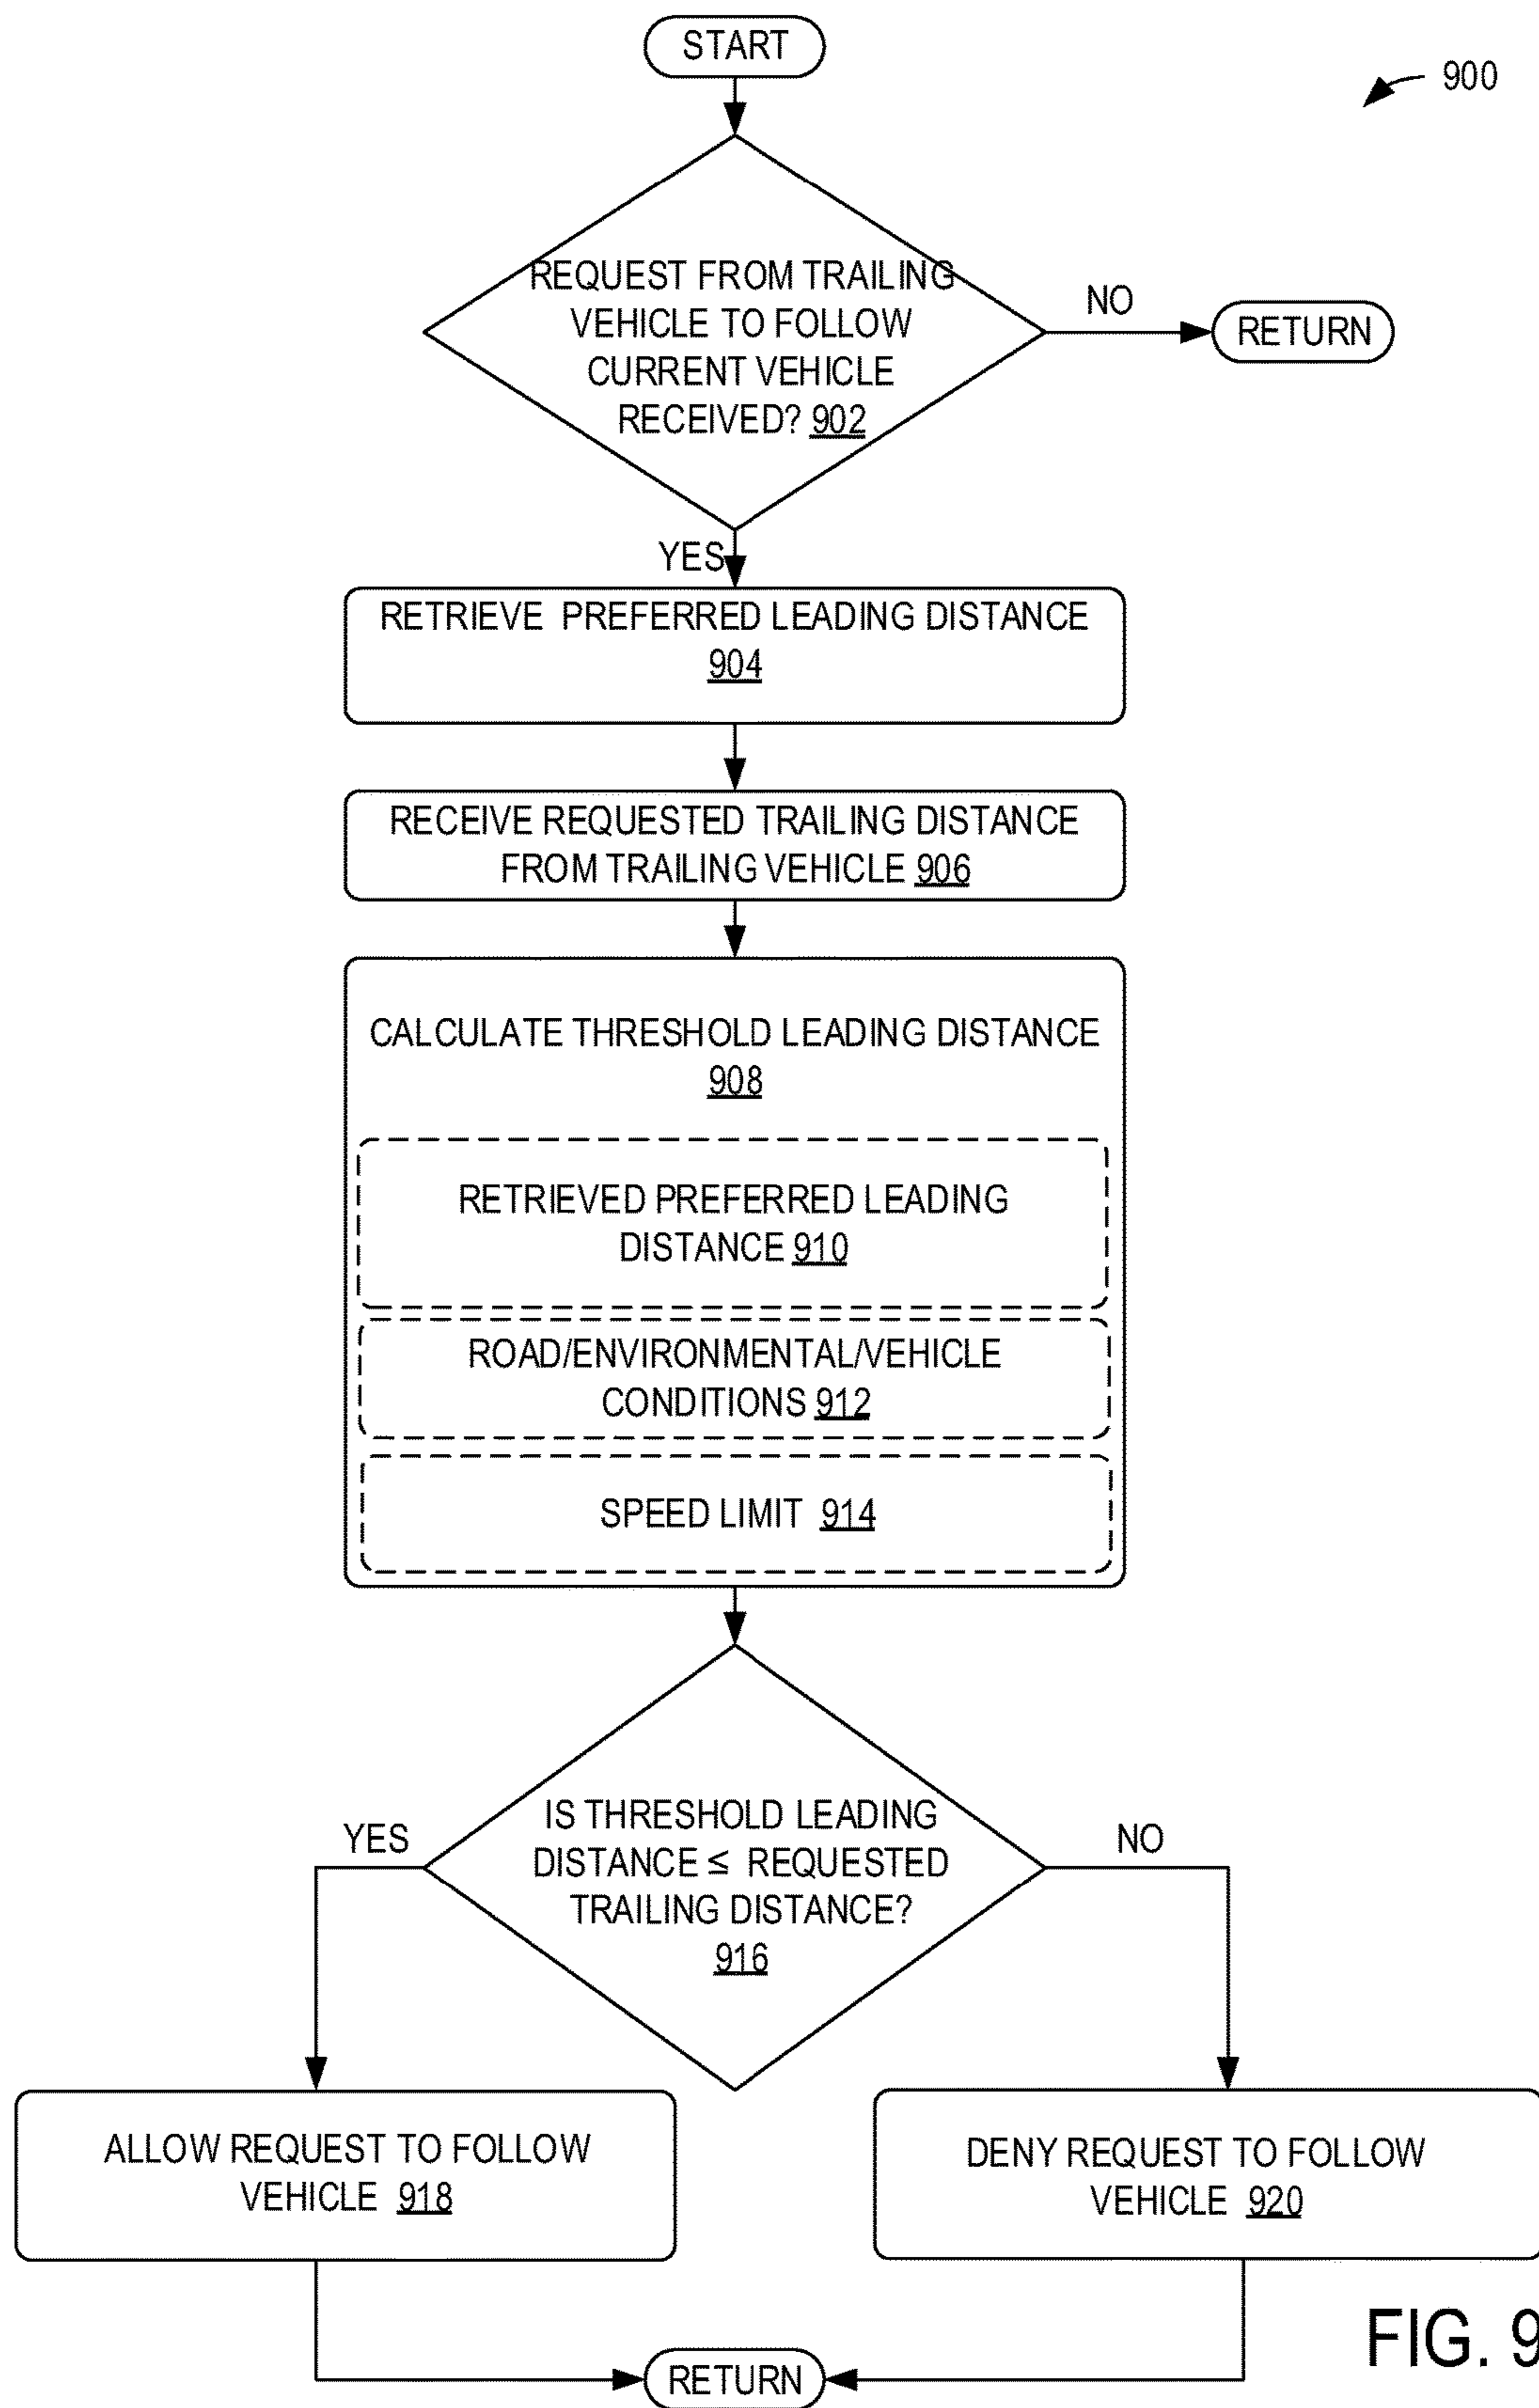 START
900
REQUEST FROM TRAILING
VEHICLE TO FOLLOW
CURRENT VEHICLE
RECEIVED? 902
NO
RETURN
YES
RETRIEVE PREFERRED LEADING DISTANCE
904
RECEIVE REQUESTED TRAILING DISTANCE
FROM TRAILING VEHICLE 906
CALCULATE THRESHOLD LEADING DISTANCE
908
RETRIEVED PREFERRED LEADING
DISTANCE 910
ROAD/ENVIRONMENTAL/VEHICLE
CONDITIONS 912
SPEED LIMIT 914
IS THRESHOLD LEADING
DISTANCE ≤ REQUESTED
TRAILING DISTANCE?
916
YES
NO
ALLOW REQUEST TO FOLLOW
VEHICLE 918
DENY REQUEST TO FOLLOW
VEHICLE 920
RETURN
FIG. 9